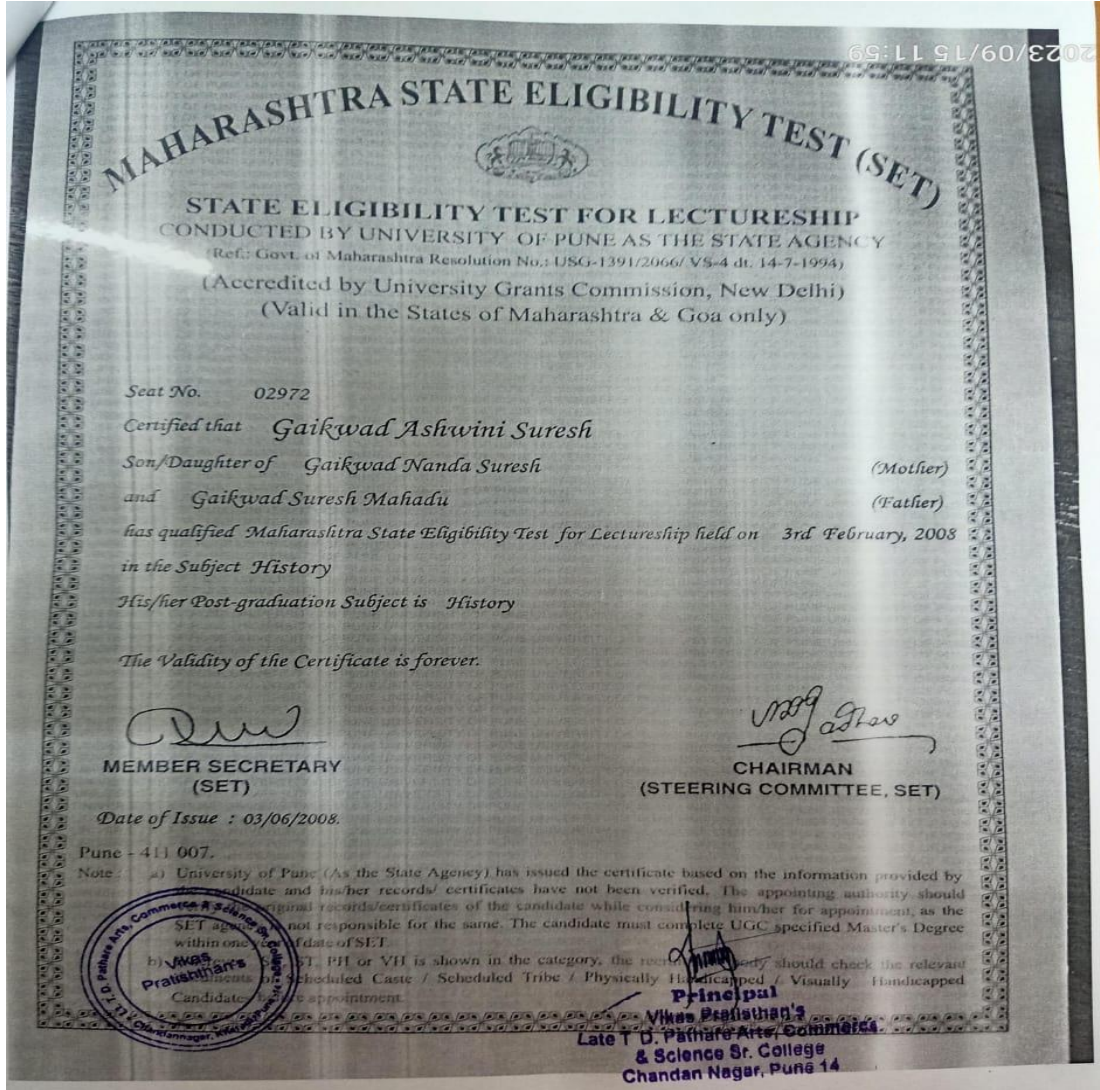 2023/09/15 11:59
MAHARASHTRA STATE ELIGIBILITY TEST (SET)
STATE ELIGIBILITY TEST FOR LECTURESHIP
CONDUCTED BY UNIVERSITY OF PUNE AS THE STATE AGENCY
(Ref.: Govt. of Maharashtra Resolution No.: USG-1391/2066/ VS-4 dt. 14-7-1994)
(Accredited by University Grants Commission, New Delhi)
(Valid in the States of Maharashtra & Goa only)
Seat No. 02972
Certified that Gaikwad Ashwini Suresh
Son/Daughter of Gaikwad Nanda Suresh (Mother)
and Gaikwad Suresh Mahadu (Father)
has qualified Maharashtra State Eligibility Test for Lectureship held on 3rd February, 2008
in the Subject History
His/her Post-graduation Subject is History
The Validity of the Certificate is forever.
MEMBER SECRETARY
(SET)
CHAIRMAN
(STEERING COMMITTEE, SET)
Date of Issue : 03/06/2008.
Pune - 411 007.
Note : a) University of Pune (As the State Agency) has issued the certificate based on the information provided by
the candidate and his/her records/ certificates have not been verified. The appointing authority should
original records/certificates of the candidate while considering him/her for appointment, as the
SET not responsible for the same. The candidate must complete UGC specified Master's Degree
within one of date of SET.
b) PH or VH is shown in the category, the should check the relevant
Scheduled Caste / Scheduled Tribe / Physically Handicapped / Visually Handicapped
Candidates appointment.
L T. D. Pathare Arts, Commerce & Science Sr. College
Vikas
Pratishthan's
Chandannagar,
Principal
Vikas Pratisthan's
Late T D. Pathare Arts, Commerce
& Science Sr. College
Chandan Nagar, Pune 14